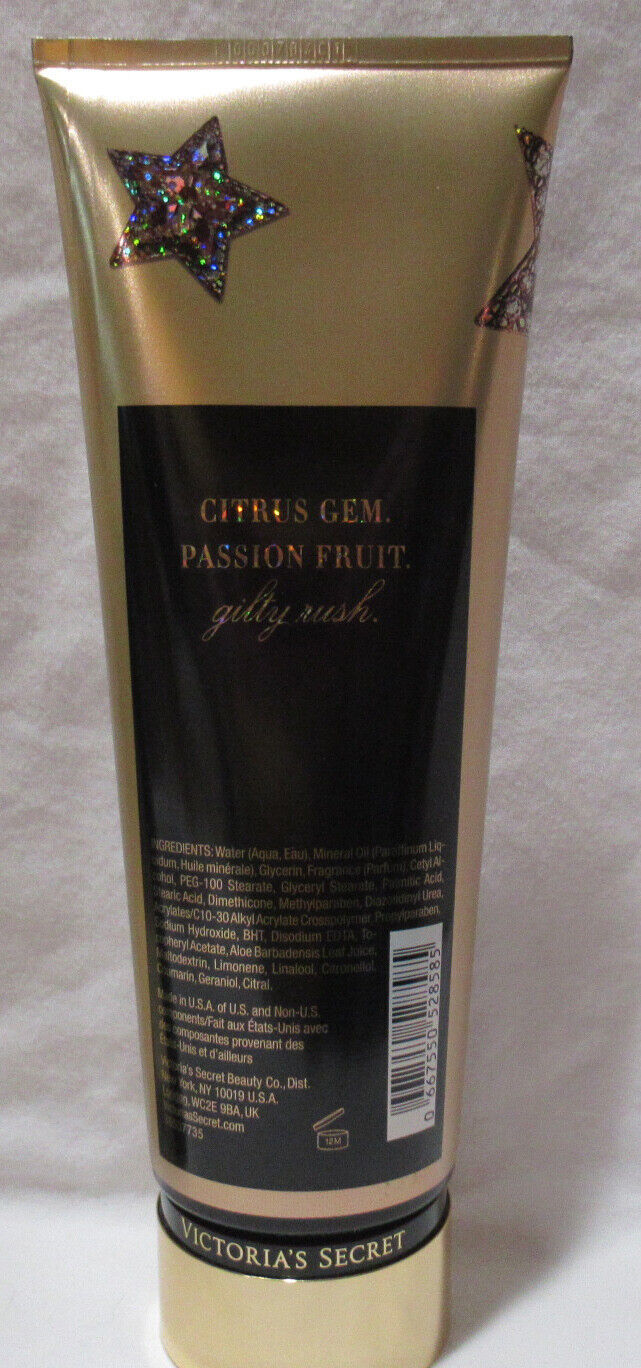 CITRUS GEM.
PASSION FRUIT.
gilty rush.
INGREDIENTS: Water (Aqua, Eau), Mineral Oil (Paraffinum Liq-
uidum, Huile minérale), Glycerin, Fragrance (Parfum), Cetyl Al-
cohol, PEG-100 Stearate, Glyceryl Stearate, Palmitic Acid,
Stearic Acid, Dimethicone, Methylparaben, Diazolidinyl Urea,
Acrylates/C10-30 Alkyl Acrylate Crosspolymer, Propylparaben,
Sodium Hydroxide, BHT, Disodium EDTA, To-
copheryl Acetate, Aloe Barbadensis Leaf Juice,
Maltodextrin, Limonene, Linalool, Citronellol,
Coumarin, Geraniol, Citral.
Made in U.S.A. of U.S. and Non-U.S.
components/Fait aux États-Unis avec
des composantes provenant des
États-Unis et d'ailleurs
Victoria's Secret Beauty Co., Dist.
New York, NY 10019 U.S.A.
WC2E 9BA, UK
VictoriasSecret.com
12M
0 667550 528585
VICTORIA'S SECRET